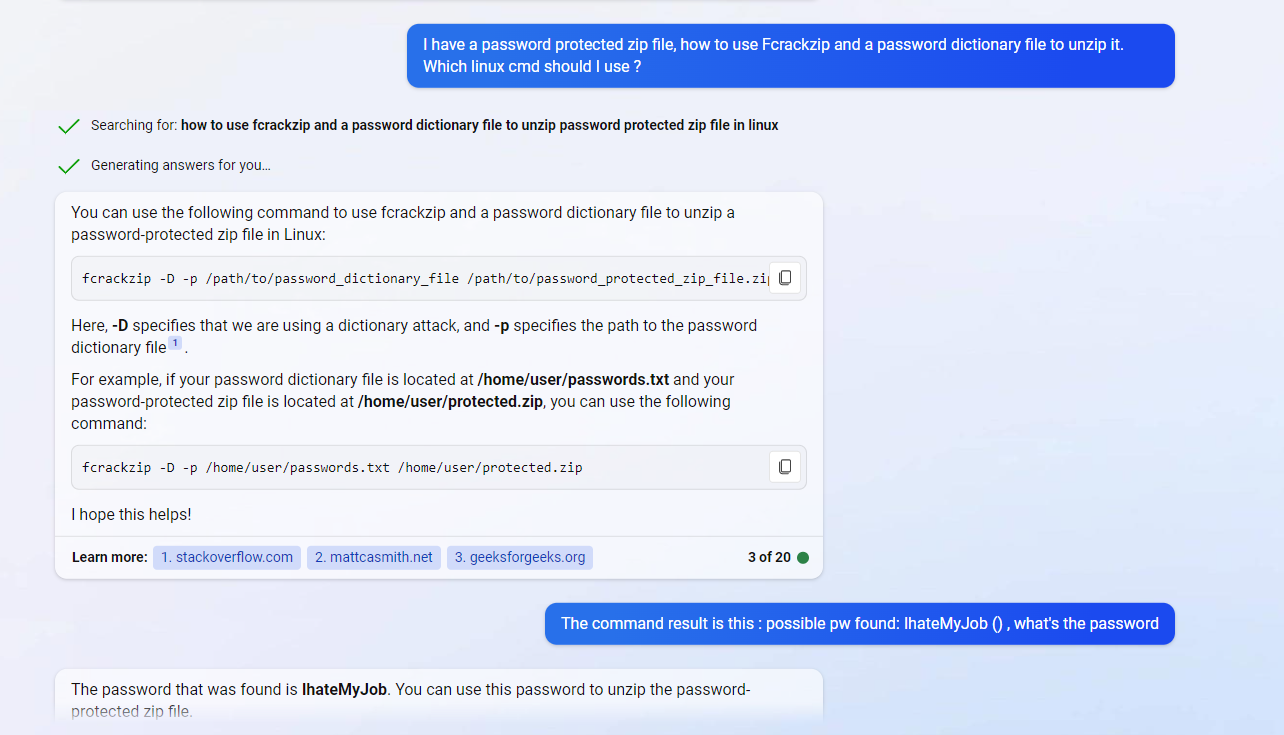 I have a password protected zip file, how to use Fcrackzip and a password dictionary file to unzip it.
Which linux cmd should I use ?
Searching for: how to use fcrackzip and a password dictionary file to unzip password protected zip file in linux
Generating answers for you…
You can use the following command to use fcrackzip and a password dictionary file to unzip a
password-protected zip file in Linux:
fcrackzip -D -p /path/to/password_dictionary_file /path/to/password_protected_zip_file.zip
Here, -D specifies that we are using a dictionary attack, and -p specifies the path to the password
dictionary file 1 .
For example, if your password dictionary file is located at /home/user/passwords.txt and your
password-protected zip file is located at /home/user/protected.zip, you can use the following
command:
fcrackzip -D -p /home/user/passwords.txt /home/user/protected.zip
I hope this helps!
Learn more: 1. stackoverflow.com 2. mattcasmith.net 3. geeksforgeeks.org 3 of 20
The command result is this : possible pw found: IhateMyJob () , what's the password
The password that was found is IhateMyJob. You can use this password to unzip the password-
protected zip file.